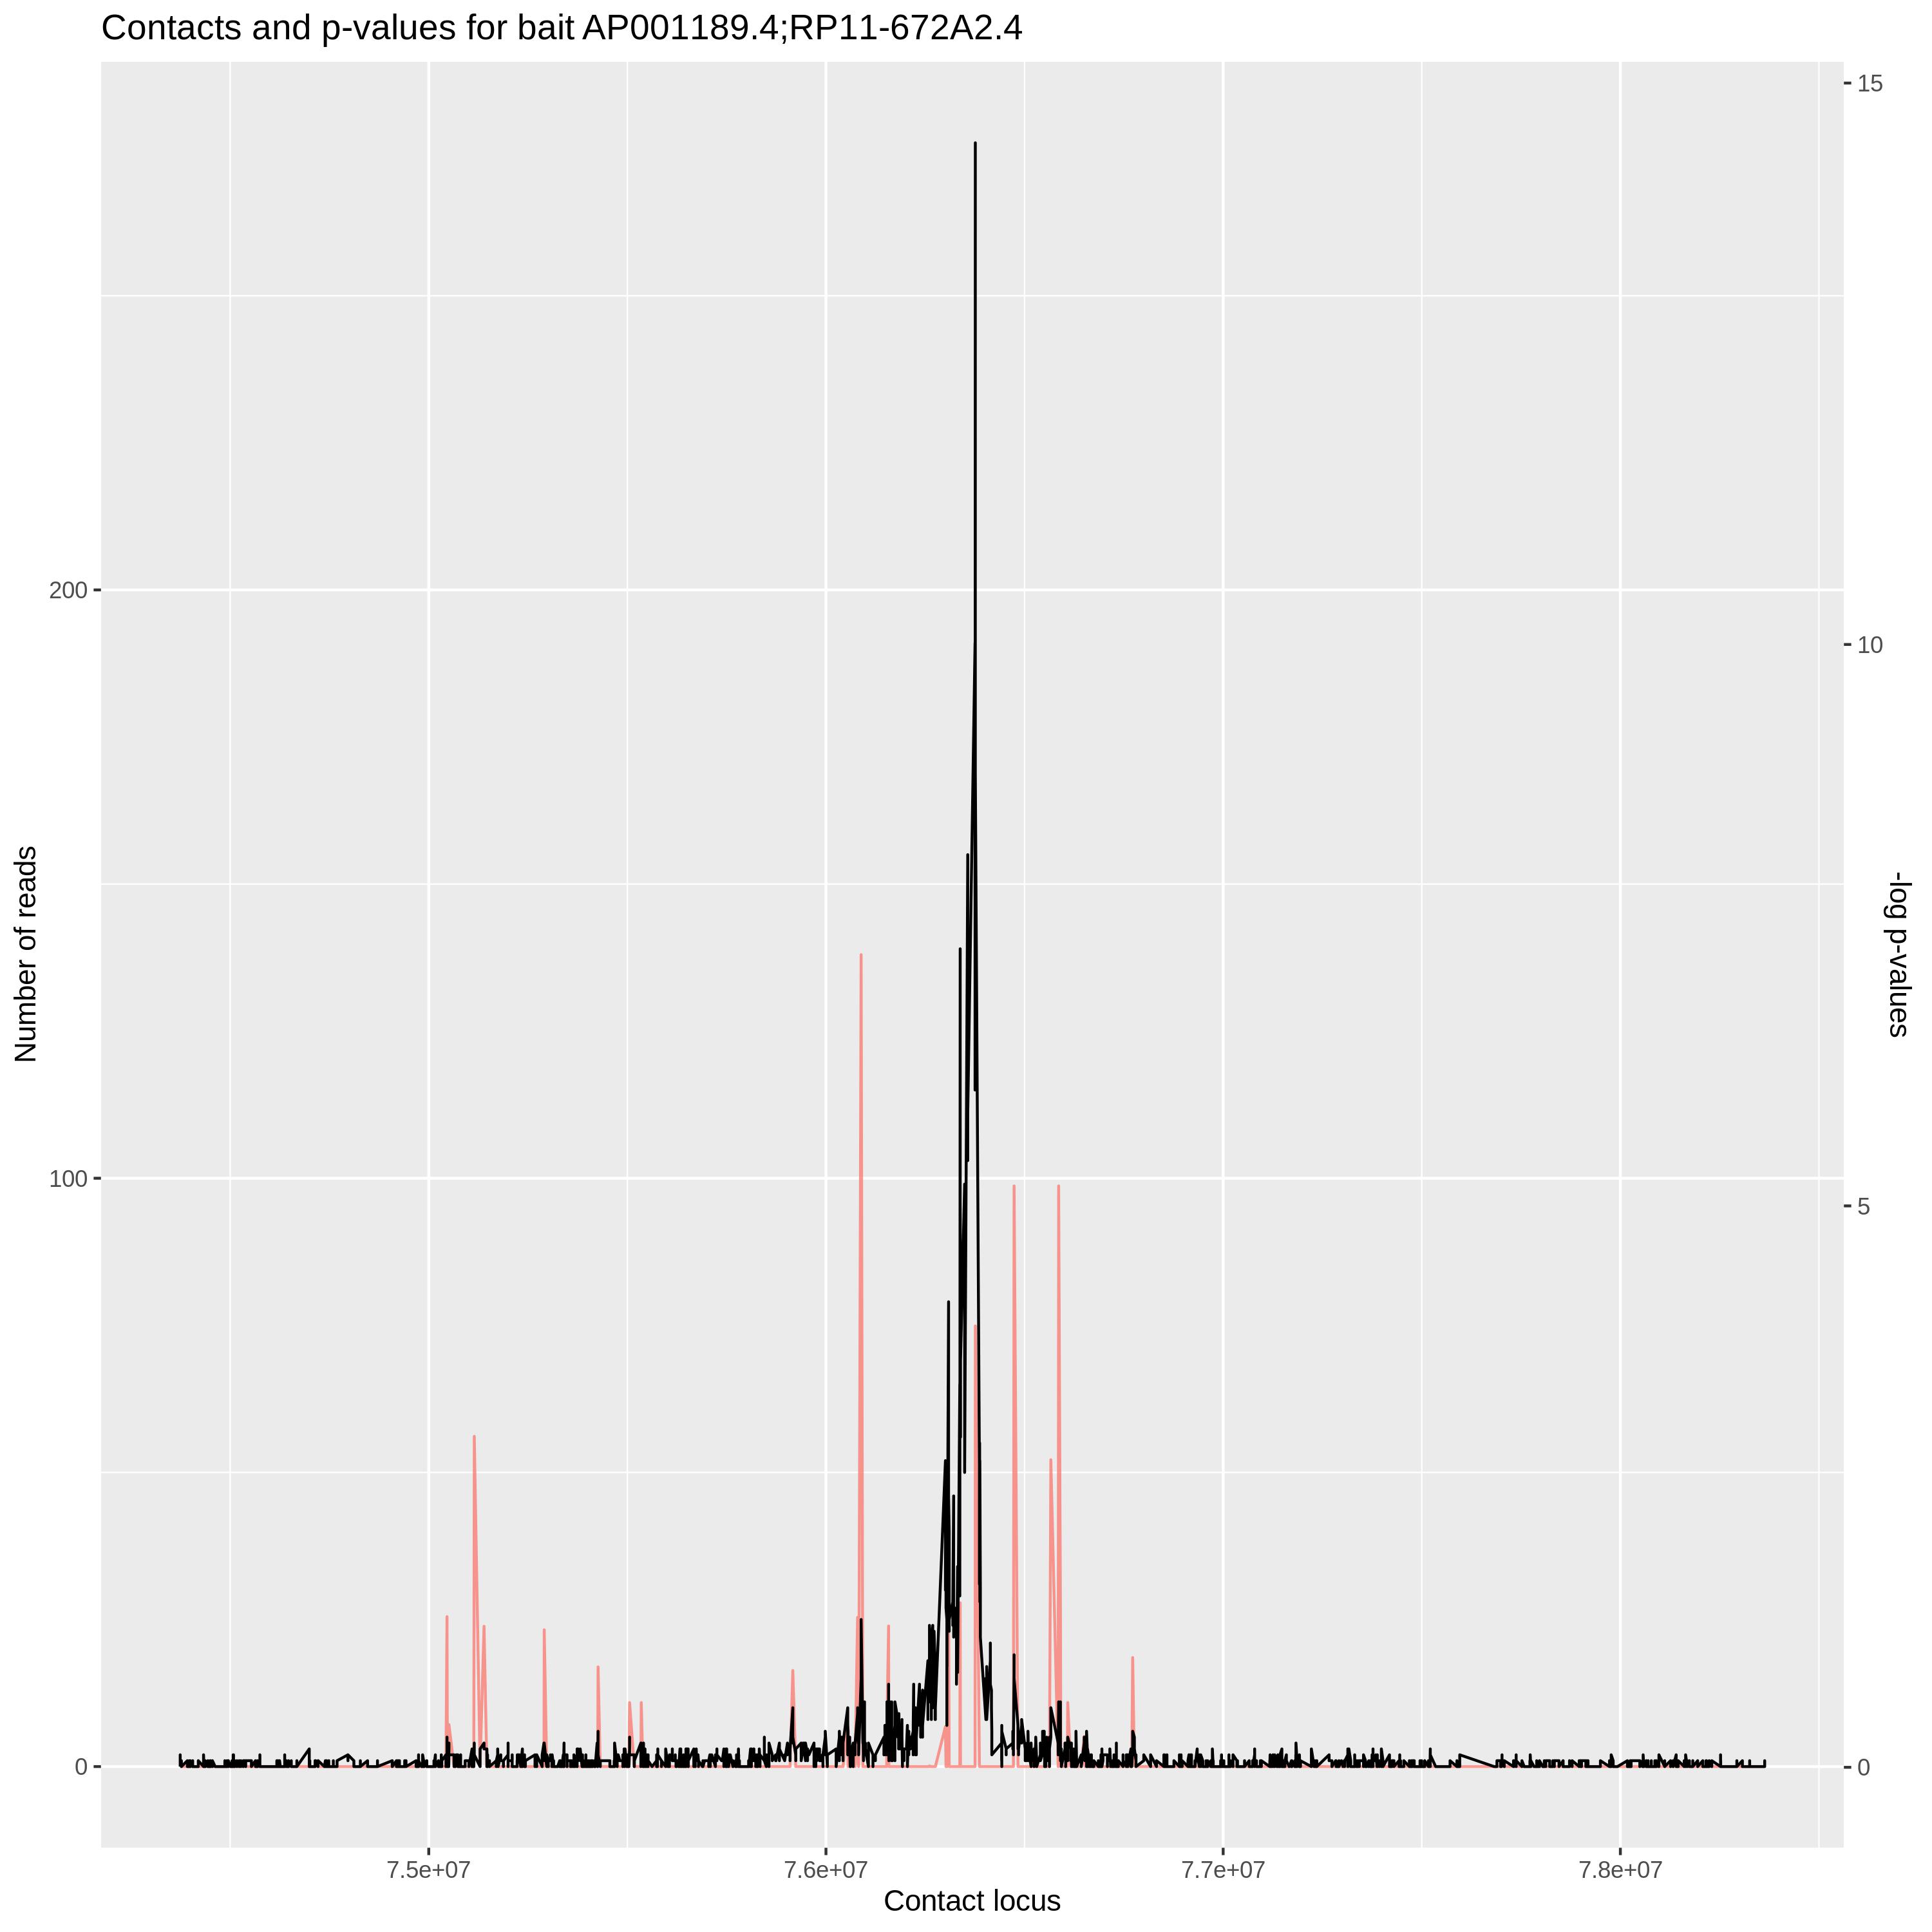 Contacts and p-values for bait AP001189.4;RP11-672A2.4
15
200
10
Number of reads
-log p-values
100
5
0
0
7.5e+07
7.6e+07
7.7e+07
7.8e+07
Contact locus